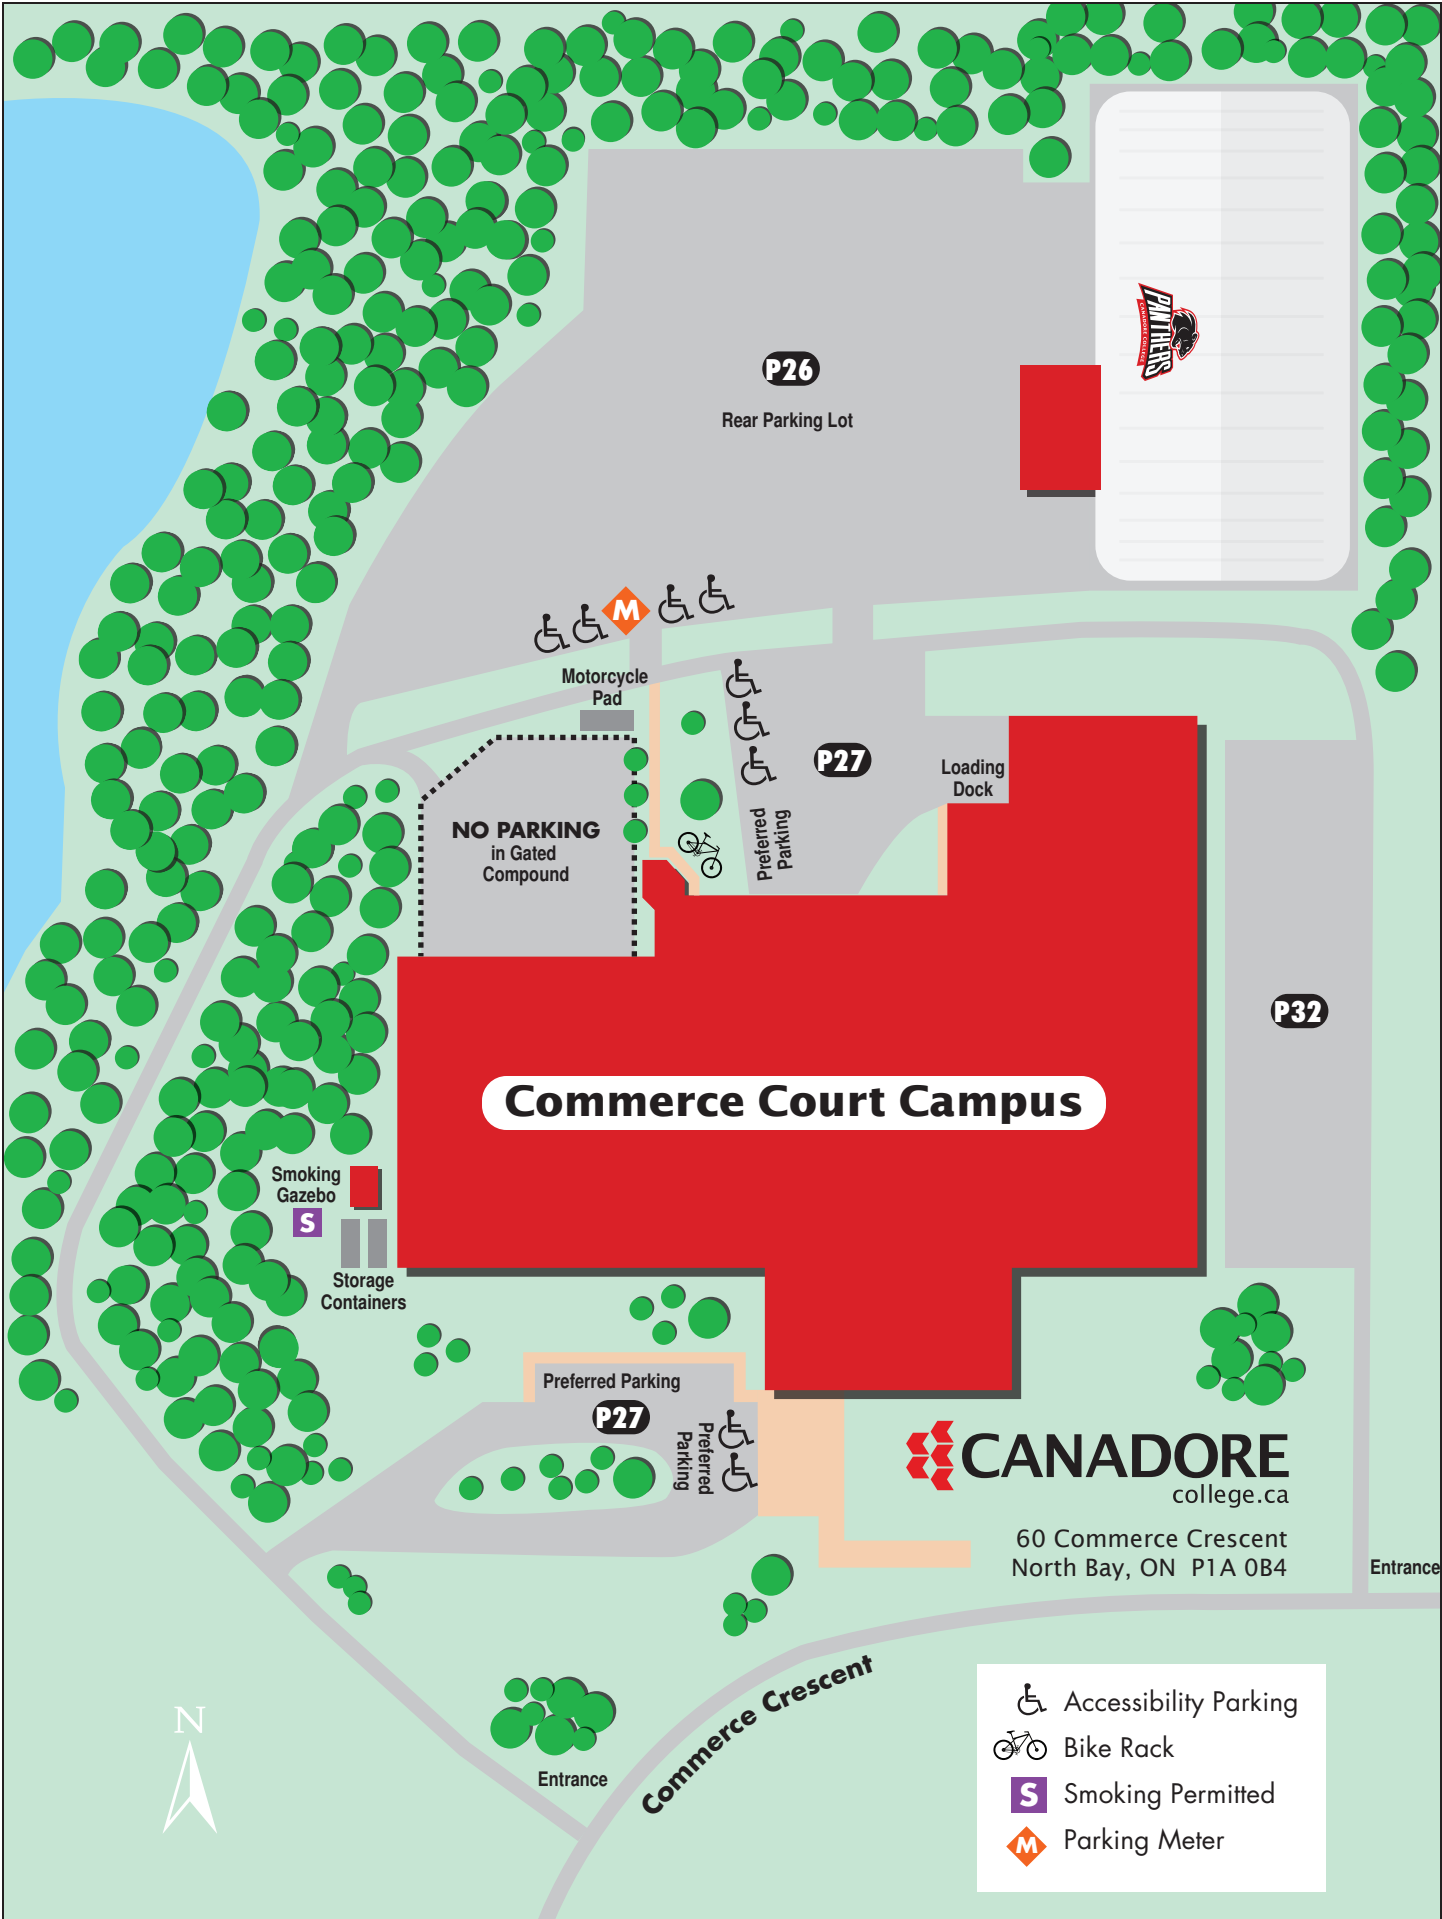 PANTHERS
CANADORE COLLEGE
P26
Rear Parking Lot
M
Motorcycle
Pad
P27
Loading
Dock
Preferred
Parking
NO PARKING
in Gated
Compound
P32
Commerce Court Campus
Smoking
Gazebo
S
Storage
Containers
Preferred Parking
P27
Preferred
Parking
CANADORE
college.ca
60 Commerce Crescent
North Bay, ON P1A 0B4
Entrance
Commerce Crescent
N
Entrance
Accessibility Parking
Bike Rack
S Smoking Permitted
M Parking Meter